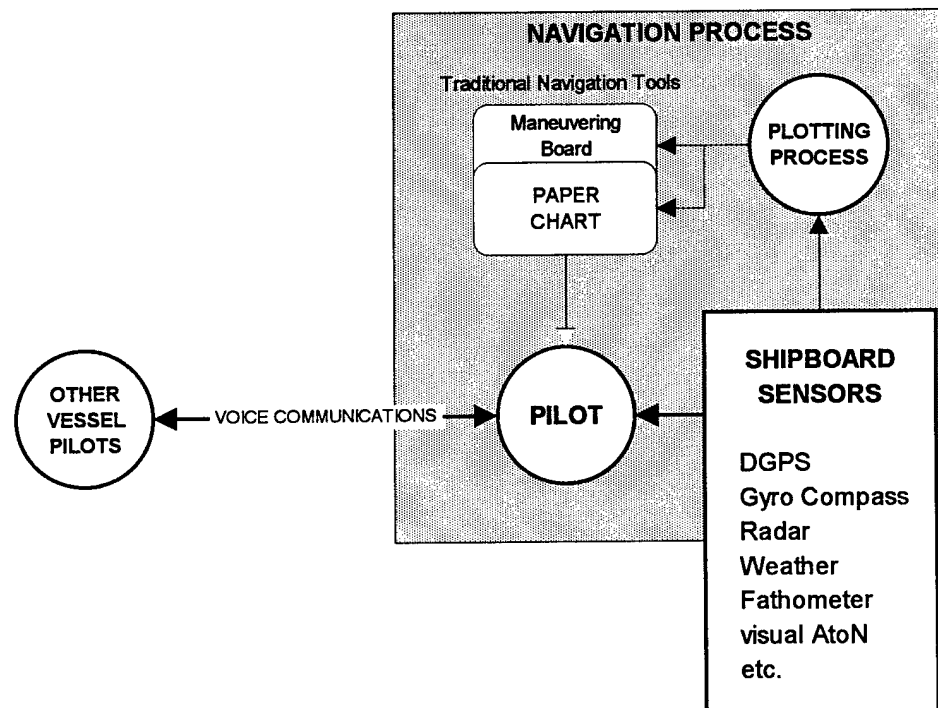 NAVIGATION PROCESS
Traditional Navigation Tools
Maneuvering
Board
PAPER
CHART
PLOTTING
PROCESS
OTHER
VESSEL
PILOTS
VOICE COMMUNICATIONS
PILOT
SHIPBOARD
SENSORS
DGPS
Gyro Compass
Radar
Weather
Fathometer
visual AtoN
etc.